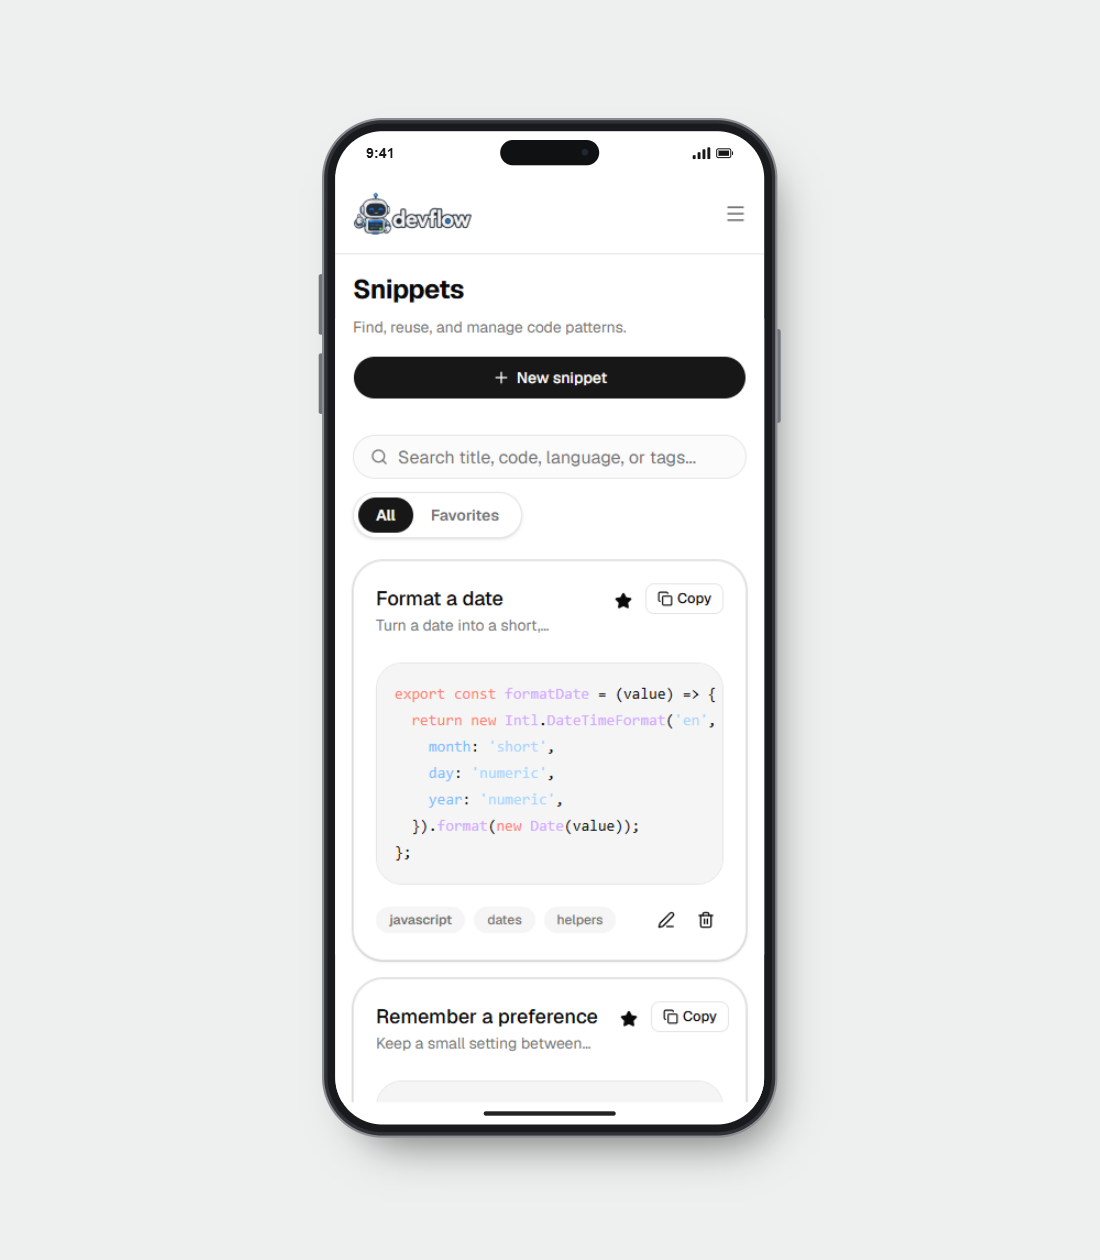 9:41
devflow
Snippets
Find, reuse, and manage code patterns.
+ New snippet
Search title, code, language, or tags...
All Favorites
Format a date
Copy
Turn a date into a short,...
export const formatDate = (value) => {
  return new Intl.DateTimeFormat('en',
    month: 'short',
    day: 'numeric',
    year: 'numeric',
  }).format(new Date(value));
};
javascript dates helpers
Remember a preference
Copy
Keep a small setting between...